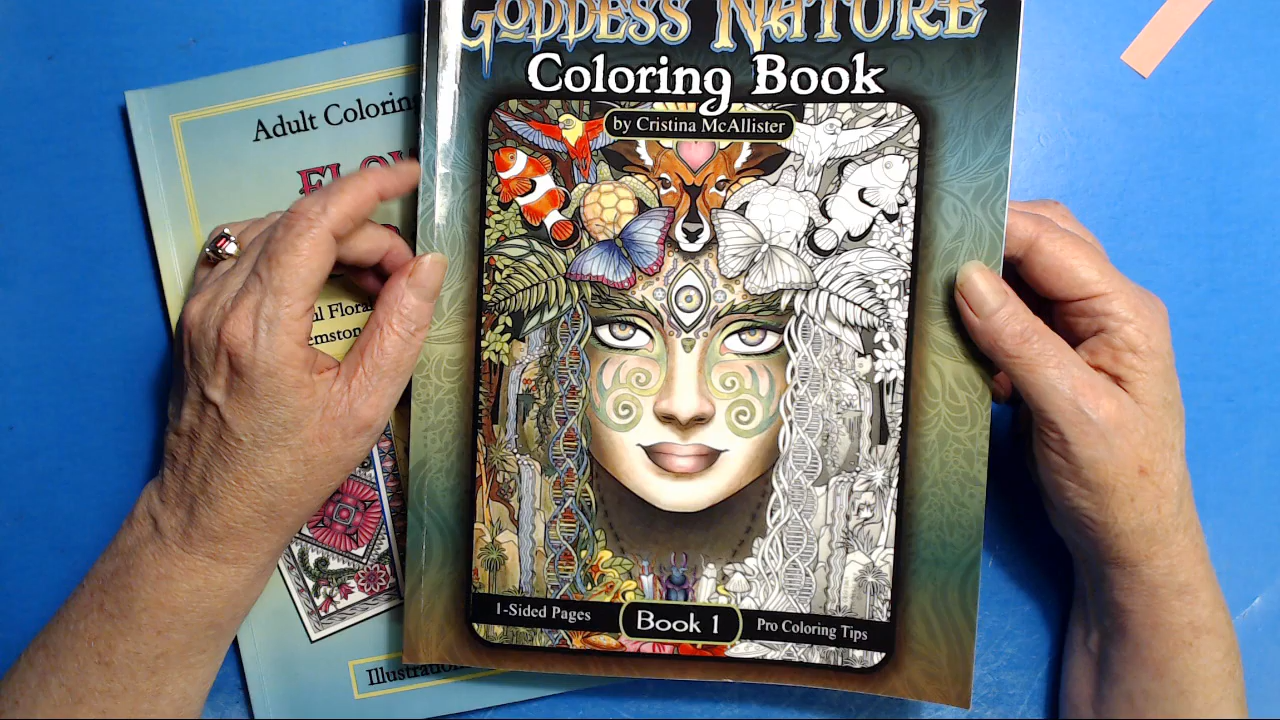 GODDESS NATURE
Coloring Book
by Cristina McAllister
1-Sided Pages
Book 1
Pro Coloring Tips
Adult Coloring